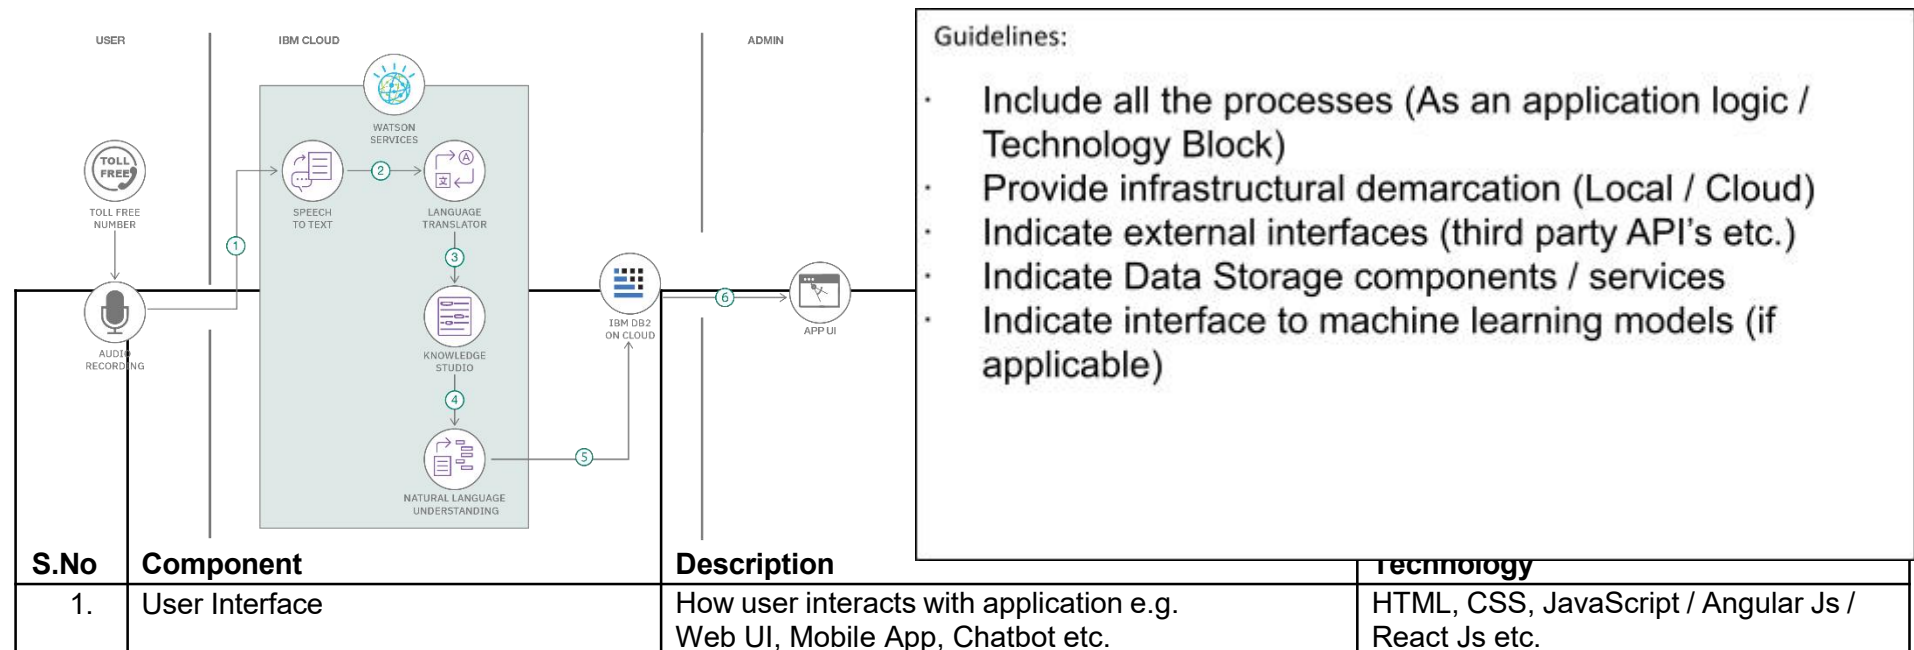 USER
IBM CLOUD
ADMIN
WATSON
SERVICES
TOLL
FREE
TOLL FREE
NUMBER
SPEECH
TO TEXT
2
A
文
LANGUAGE
TRANSLATOR
1
3
AUDIO
RECORDING
KNOWLEDGE
STUDIO
4
NATURAL LANGUAGE
UNDERSTANDING
5
IBM DB2
ON CLOUD
6
APP UI
Guidelines:
· Include all the processes (As an application logic /
Technology Block)
· Provide infrastructural demarcation (Local / Cloud)
· Indicate external interfaces (third party API's etc.)
· Indicate Data Storage components / services
· Indicate interface to machine learning models (if
applicable)
S.No Component Description Technology
1. User Interface How user interacts with application e.g. HTML, CSS, JavaScript / Angular Js /
Web UI, Mobile App, Chatbot etc. React Js etc.